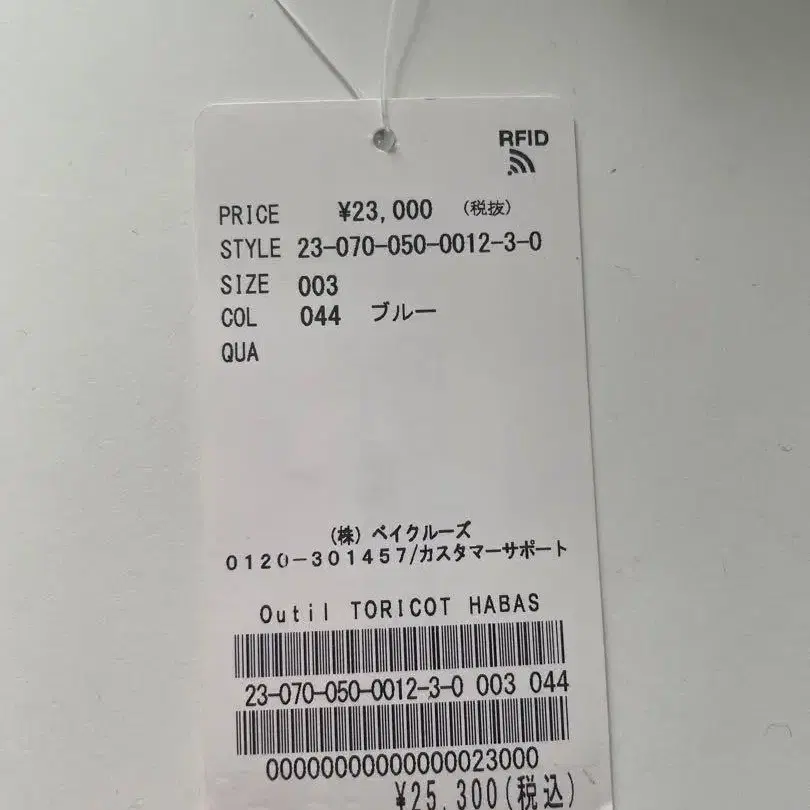 RFID
PRICE ¥23,000 (税抜)
STYLE 23-070-050-0012-3-0
SIZE 003
COL 044 ブルー
QUA
(株) ベイクルーズ
0120-301457/カスタマーサポート
Outil TORICOT HABAS
23-070-050-0012-3-0 003 044
00000000000000023000
¥25,300(税込)